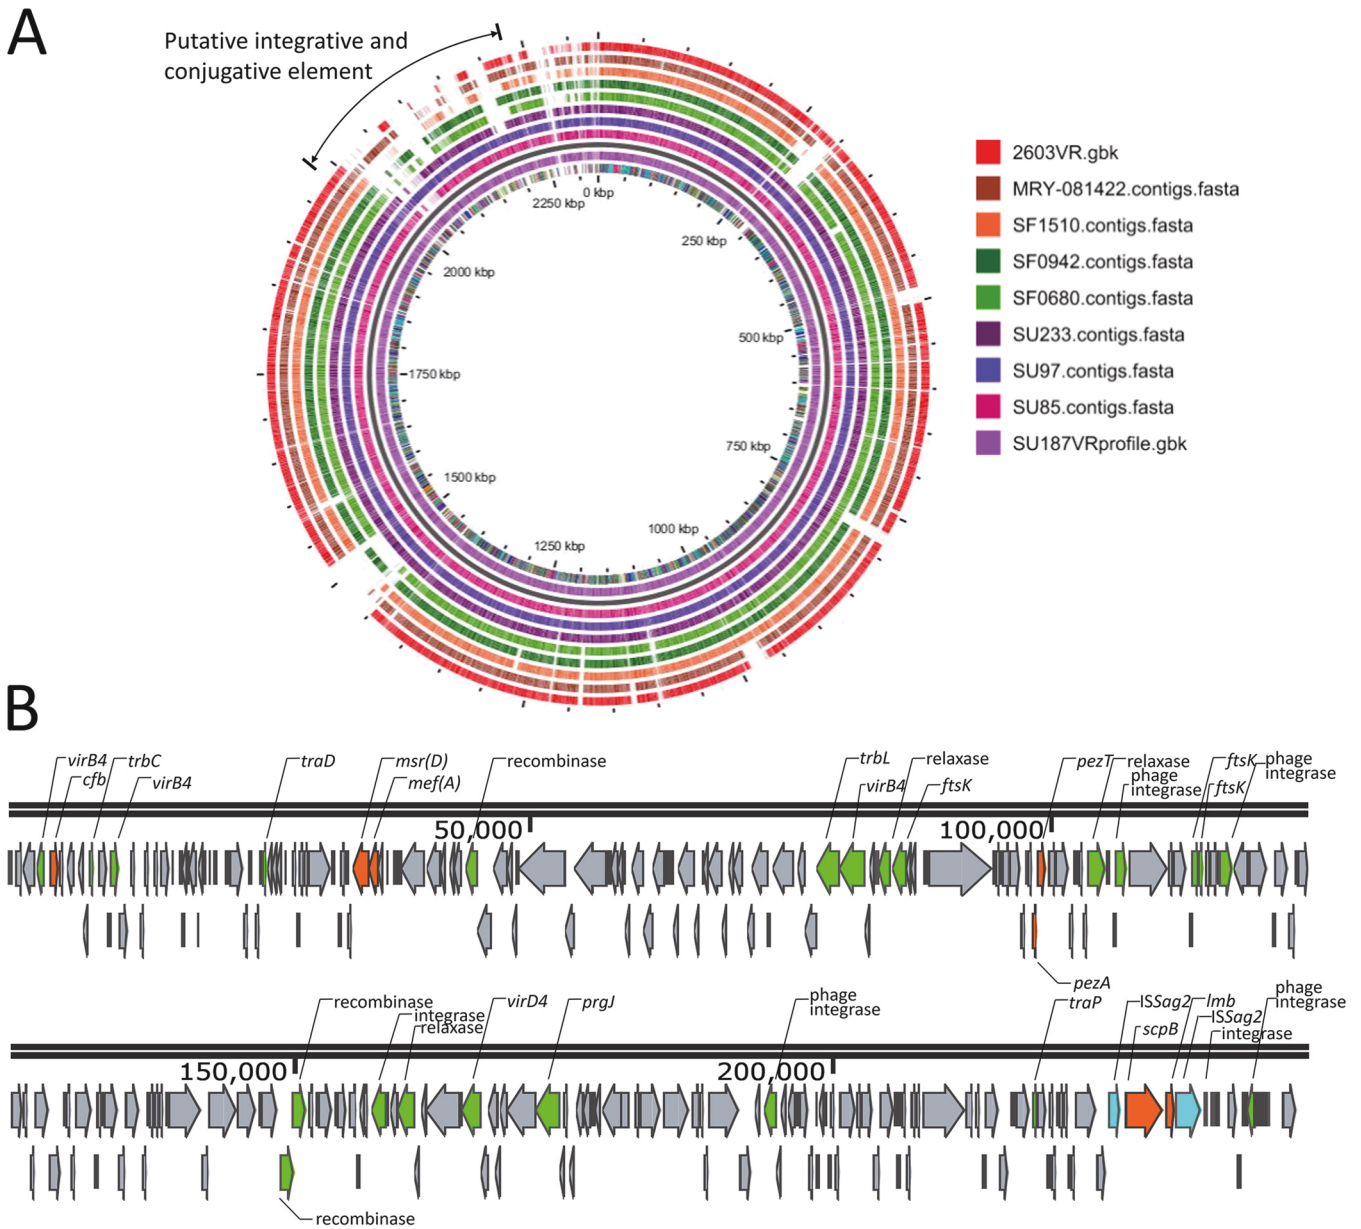 A
Putative integrative and
conjugative element
0 kbp
250 kbp
500 kbp
750 kbp
1000 kbp
1250 kbp
1500 kbp
1750 kbp
2000 kbp
2250 kbp
2603VR.gbk
MRY-081422.contigs.fasta
SF1510.contigs.fasta
SF0942.contigs.fasta
SF0680.contigs.fasta
SU233.contigs.fasta
SU97.contigs.fasta
SU85.contigs.fasta
SU187VRprofile.gbk
B
virB4
cfb
trbC
virB4
traD
msr(D)
mef(A)
recombinase
trbL
virB4
relaxase
ftsK
pezT
relaxase
phage
integrase
ftsK
ftsK
phage
integrase
50,000
100,000
pezA
recombinase
integrase
relaxase
virD4
prgJ
phage
integrase
traP
ISSag2
scpB
lmb
ISSag2
integrase
phage
integrase
150,000
200,000
recombinase